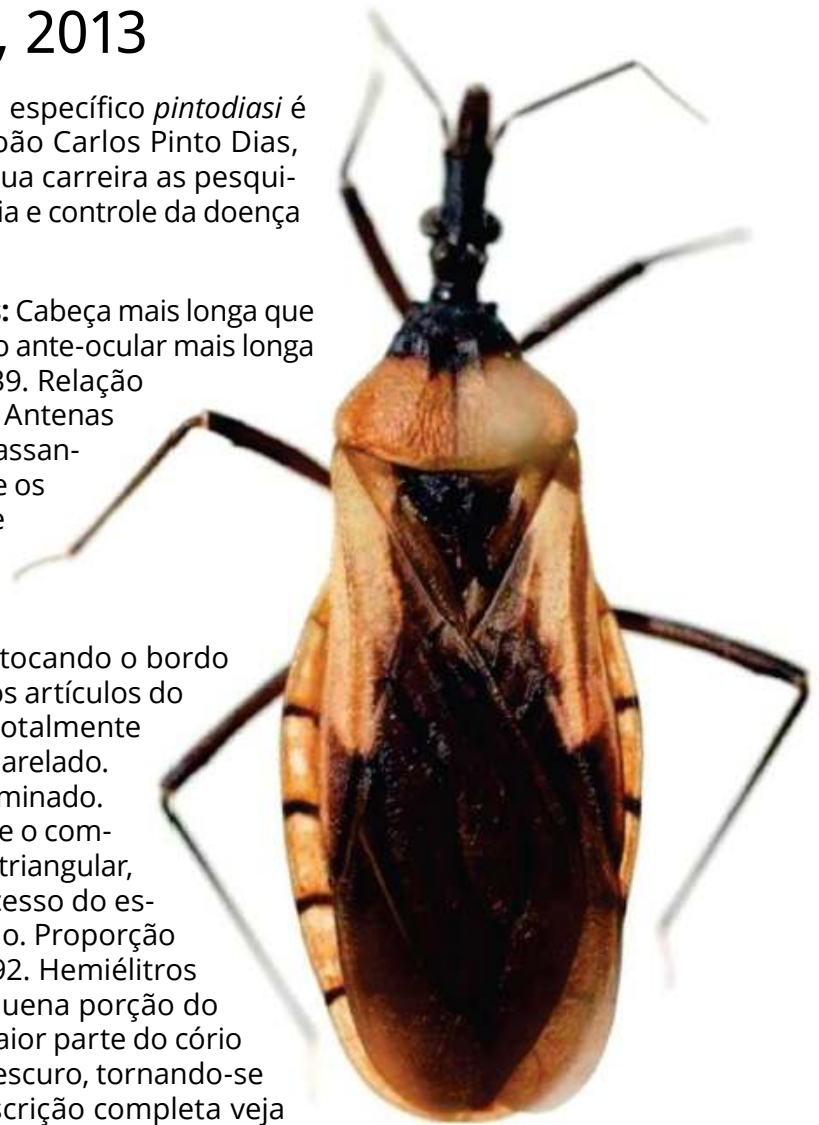 , 2013
específico pintodiasi é
oão Carlos Pinto Dias,
ua carreira as pesqui-
ia e controle da doença
s: Cabeça mais longa que
o ante-ocular mais longa
39. Relação
Antenas
assan-
e os
e
tocando o bordo
os artículos do
otalmente
arelado.
minado.
e o com-
triangular,
cesso do es-
o. Proporção
92. Hemiélitros
quena porção do
aior parte do cório
escuro, tornando-se
scrição completa veja